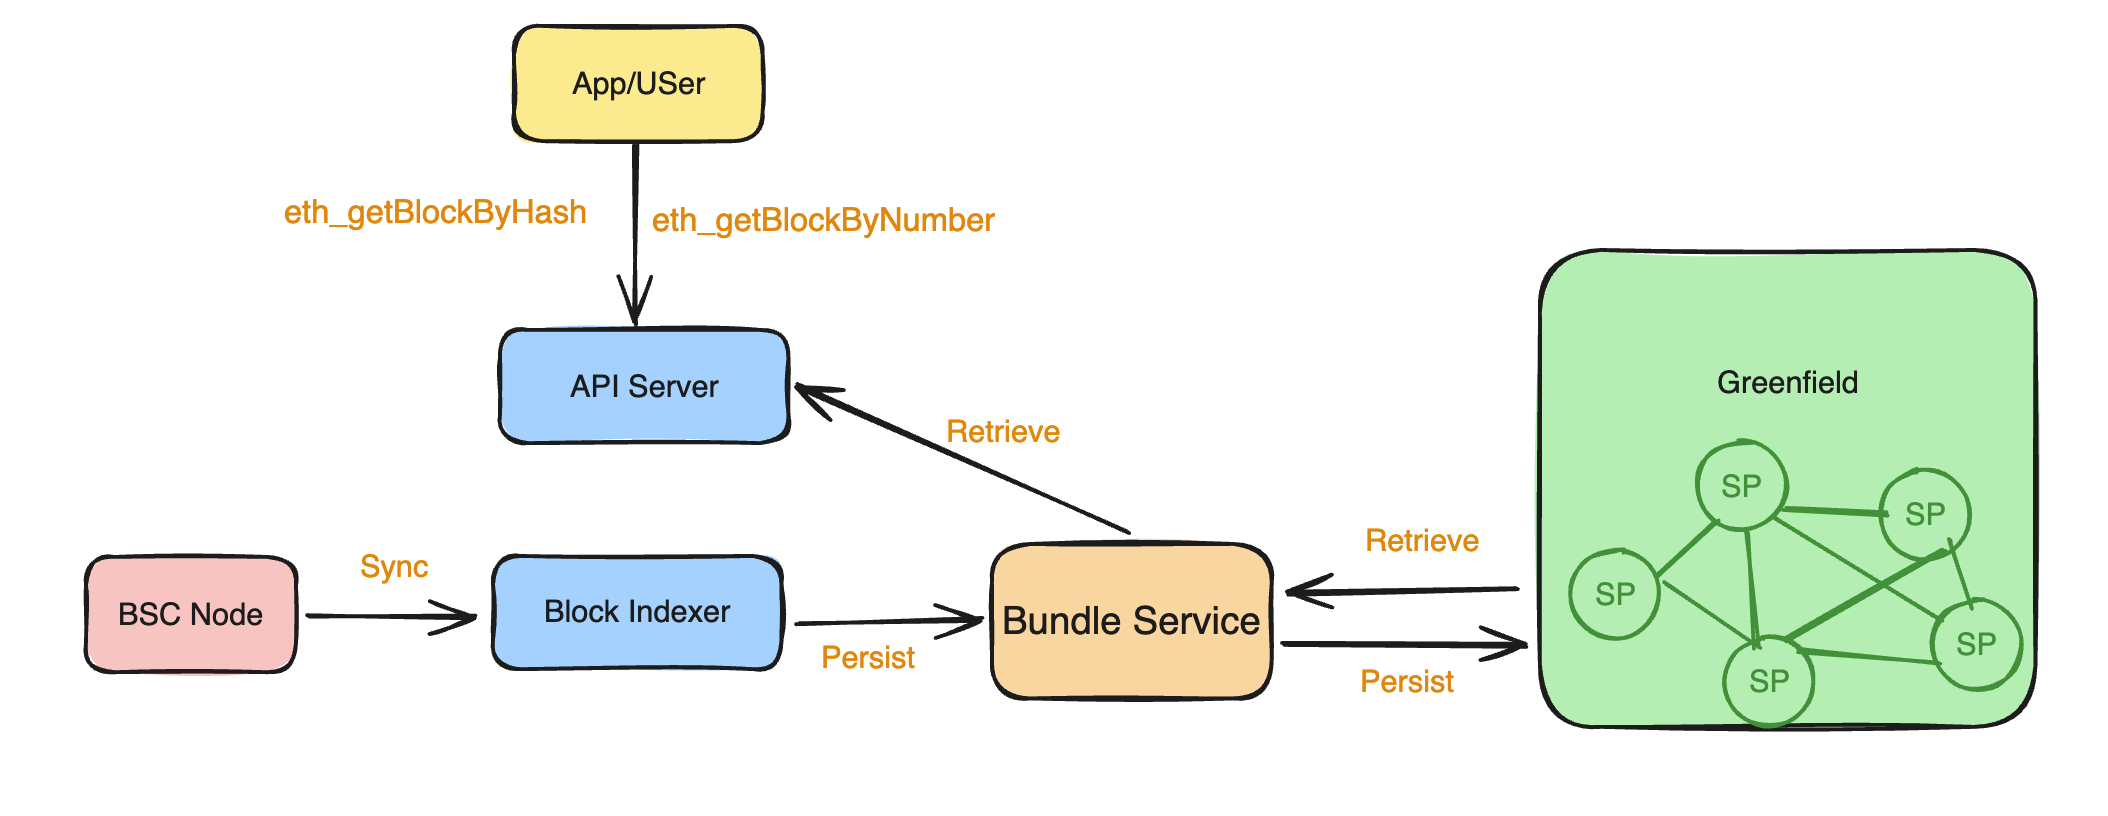 App/USer
eth_getBlockByHash
eth_getBlockByNumber
API Server
Retrieve
Greenfield
SP
SP
SP
SP
SP
BSC Node
Sync
Block Indexer
Persist
Bundle Service
Retrieve
Persist